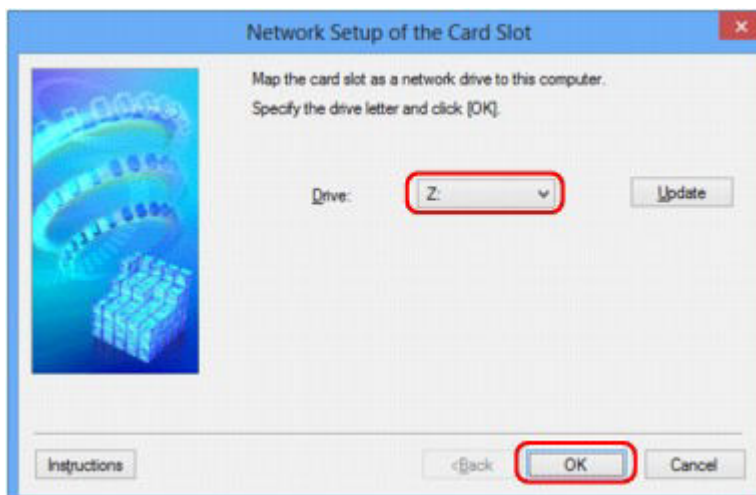 Network Setup of the Card Slot
Map the card slot as a network drive to this computer.
Specify the drive letter and click [OK].
Drive: Z: Update
Instructions <Back OK Cancel